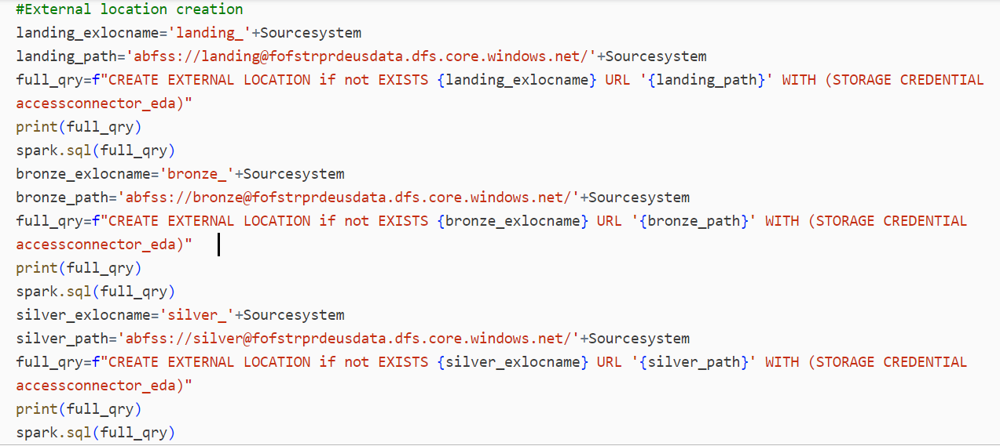 #External location creation
landing_exlocname='landing_'+Sourcesystem
landing_path='abfss://landing@fofstrprdeusdata.dfs.core.windows.net/'+Sourcesystem
full_qry=f"CREATE EXTERNAL LOCATION if not EXISTS {landing_exlocname} URL '{landing_path}' WITH (STORAGE CREDENTIAL
accessconnector_eda)"
print(full_qry)
spark.sql(full_qry)
bronze_exlocname='bronze_'+Sourcesystem
bronze_path='abfss://bronze@fofstrprdeusdata.dfs.core.windows.net/'+Sourcesystem
full_qry=f"CREATE EXTERNAL LOCATION if not EXISTS {bronze_exlocname} URL '{bronze_path}' WITH (STORAGE CREDENTIAL
accessconnector_eda)"
print(full_qry)
spark.sql(full_qry)
silver_exlocname='silver_'+Sourcesystem
silver_path='abfss://silver@fofstrprdeusdata.dfs.core.windows.net/'+Sourcesystem
full_qry=f"CREATE EXTERNAL LOCATION if not EXISTS {silver_exlocname} URL '{silver_path}' WITH (STORAGE CREDENTIAL
accessconnector_eda)"
print(full_qry)
spark.sql(full_qry)